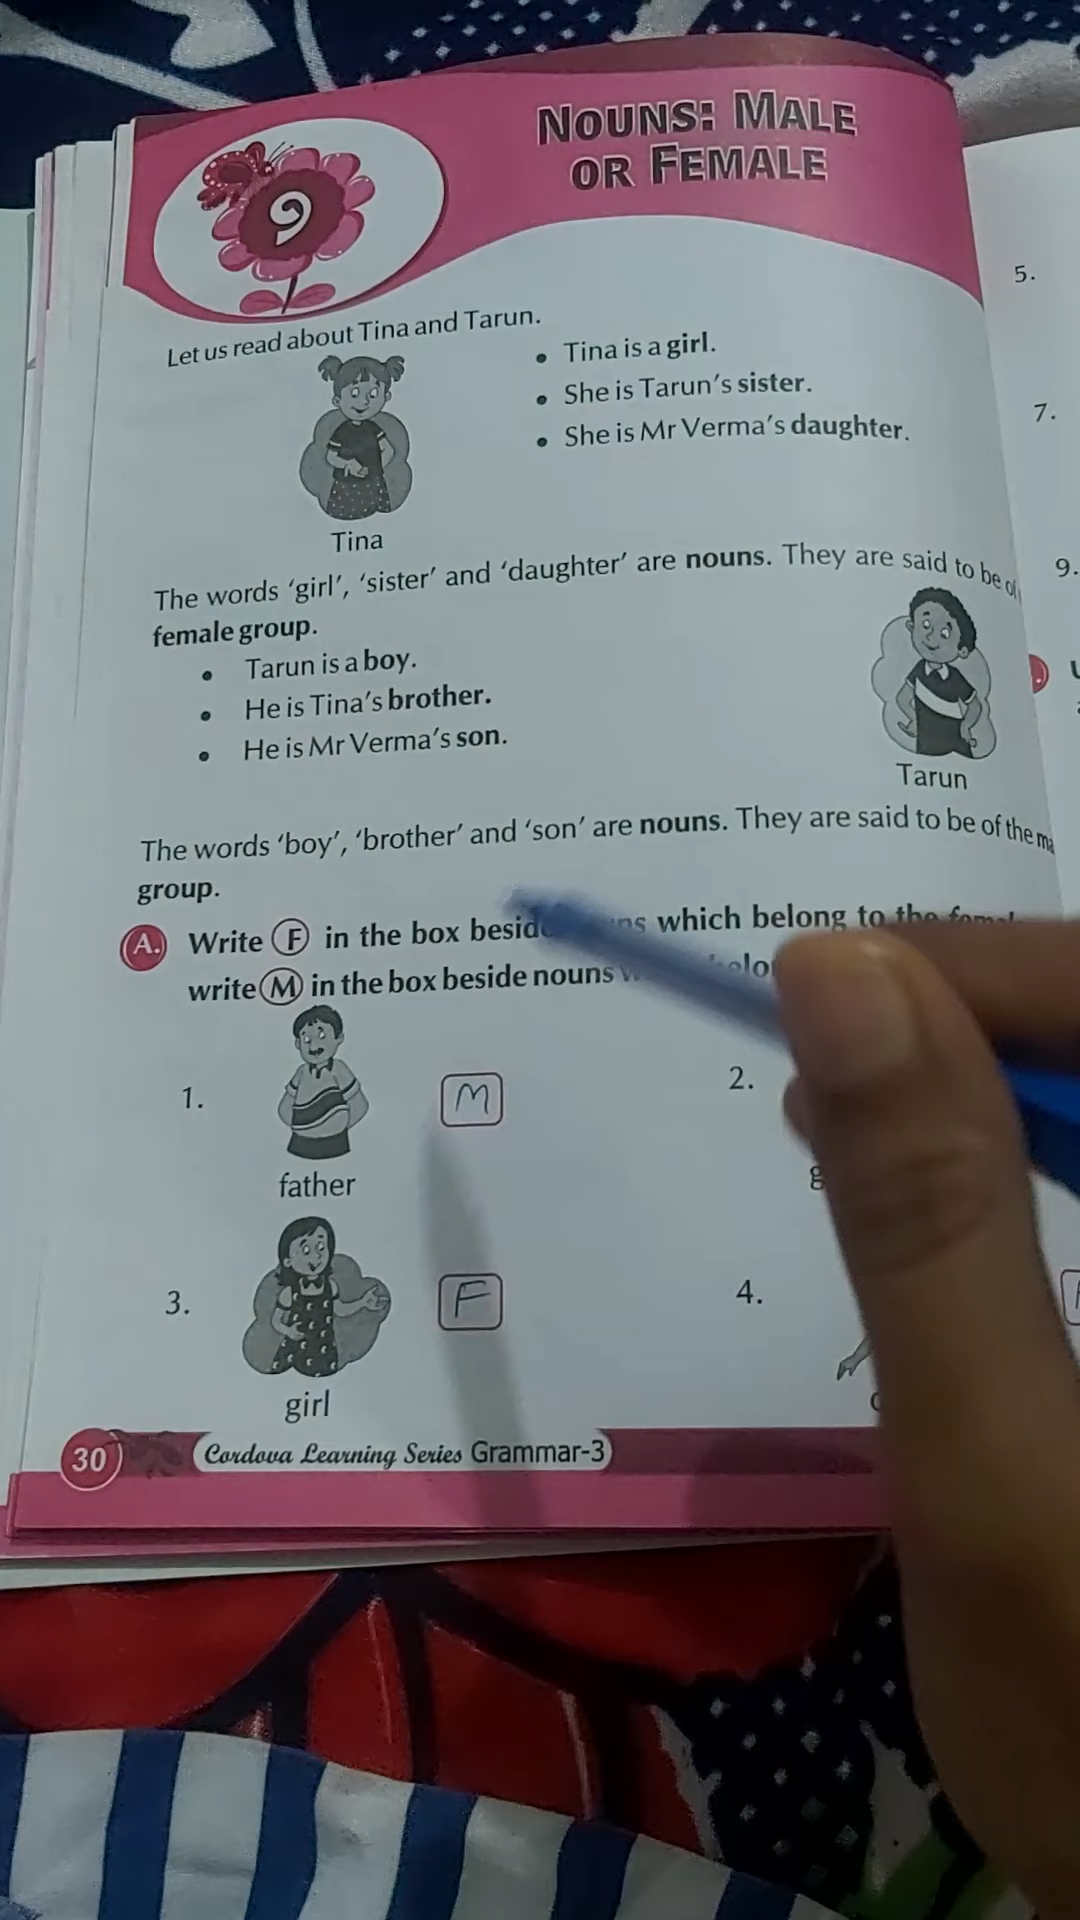 NOUNS: MALE
OR FEMALE
9
Let us read about Tina and Tarun.
• Tina is a girl.
• She is Tarun's sister.
• She is Mr Verma's daughter.
Tina
The words 'girl', 'sister' and 'daughter' are nouns. They are said to be of
female group.
• Tarun is a boy.
• He is Tina's brother.
• He is Mr Verma's son.
Tarun
The words 'boy', 'brother' and 'son' are nouns. They are said to be of the
group.
A. Write F in the box which belong to the
write M in the box beside nouns
1. M 2.
father
3. F 4.
girl
30 Cordova Learning Series Grammar-3
5.
7.
9.